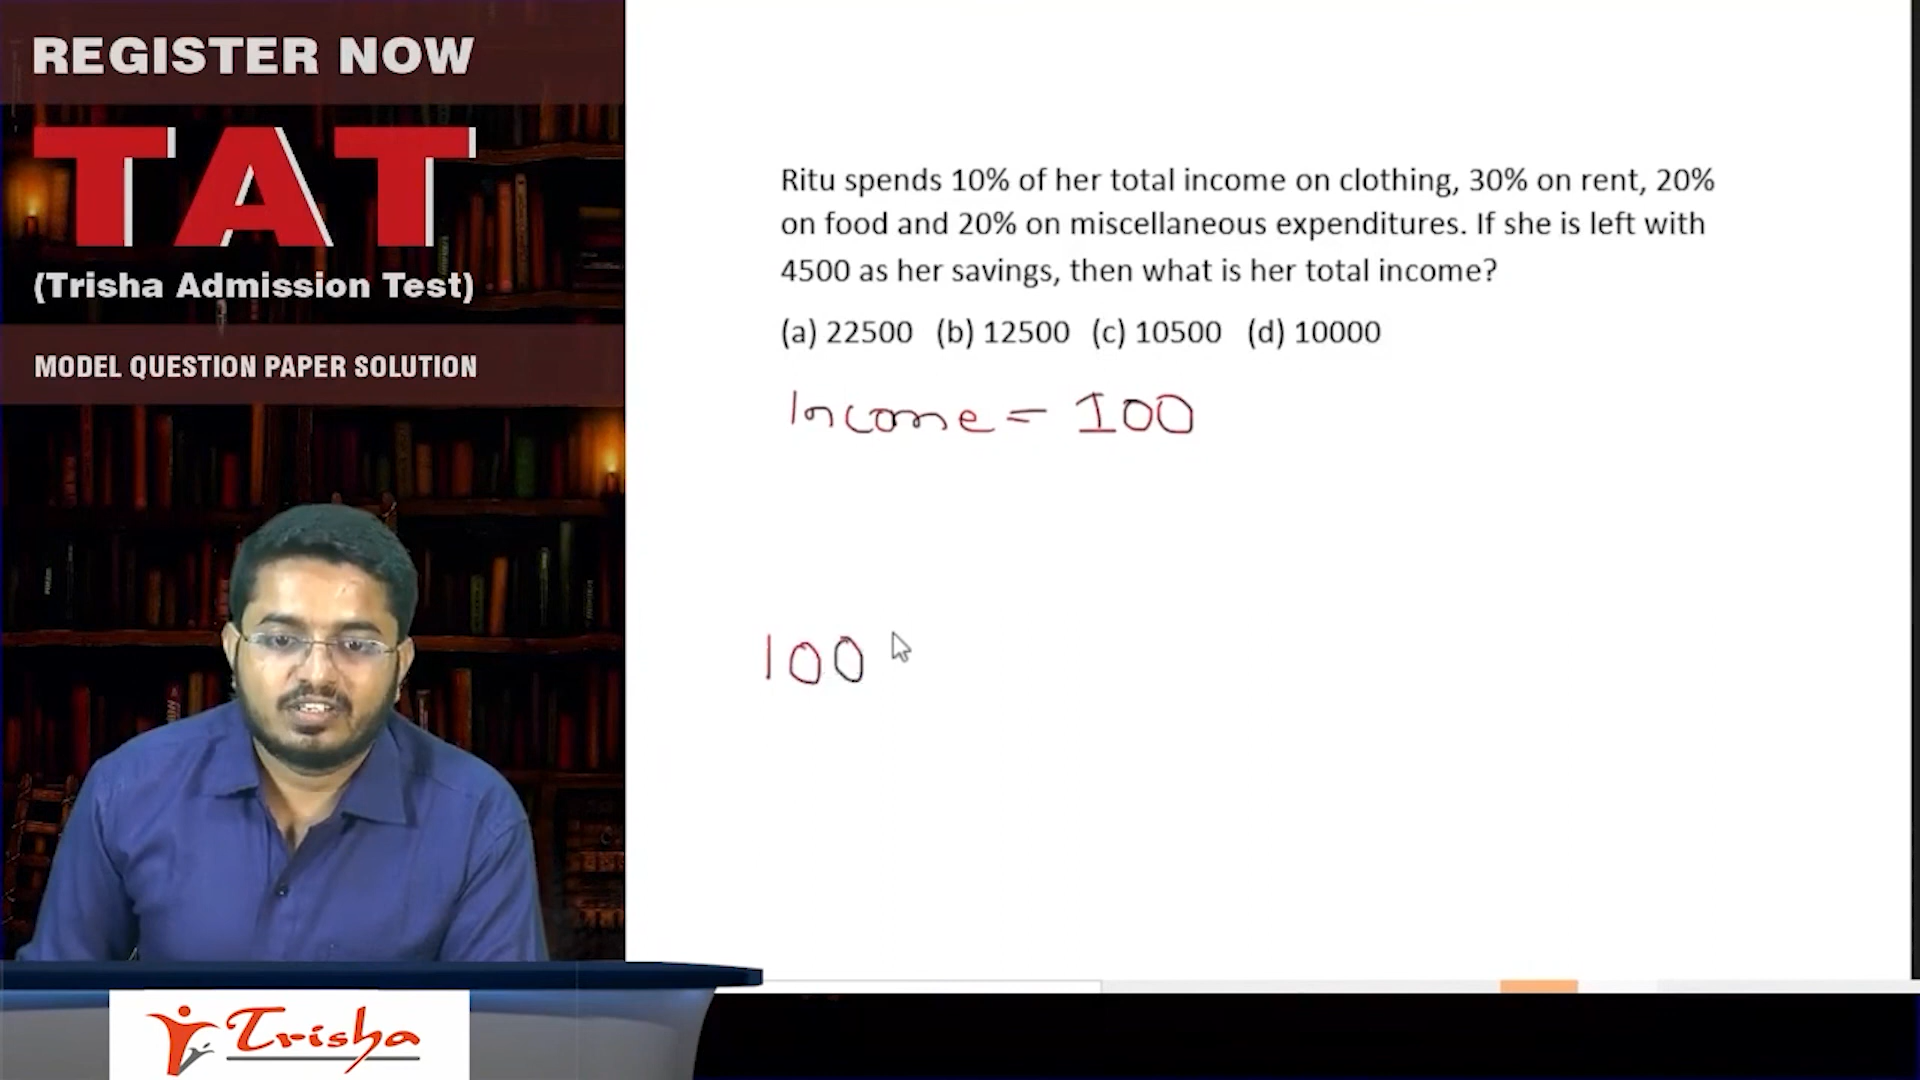 REGISTER NOW
TAT
(Trisha Admission Test)
MODEL QUESTION PAPER SOLUTION
Ritu spends 10% of her total income on clothing, 30% on rent, 20%
on food and 20% on miscellaneous expenditures. If she is left with
4500 as her savings, then what is her total income?
(a) 22500 (b) 12500 (c) 10500 (d) 10000
Income = 100
100
Trisha